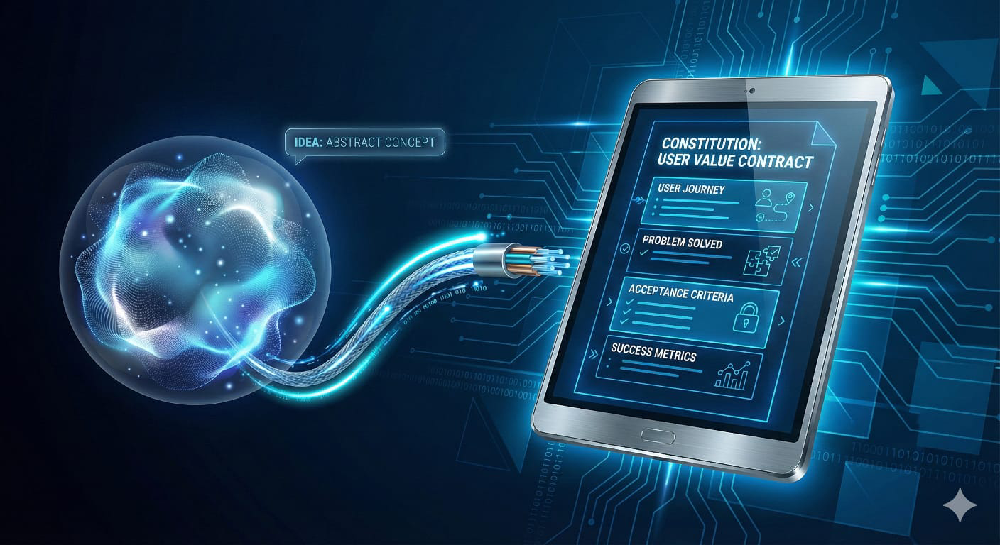 IDEA: ABSTRACT CONCEPT
CONSTITUTION:
USER VALUE CONTRACT
USER JOURNEY
PROBLEM SOLVED
ACCEPTANCE CRITERIA
SUCCESS METRICS